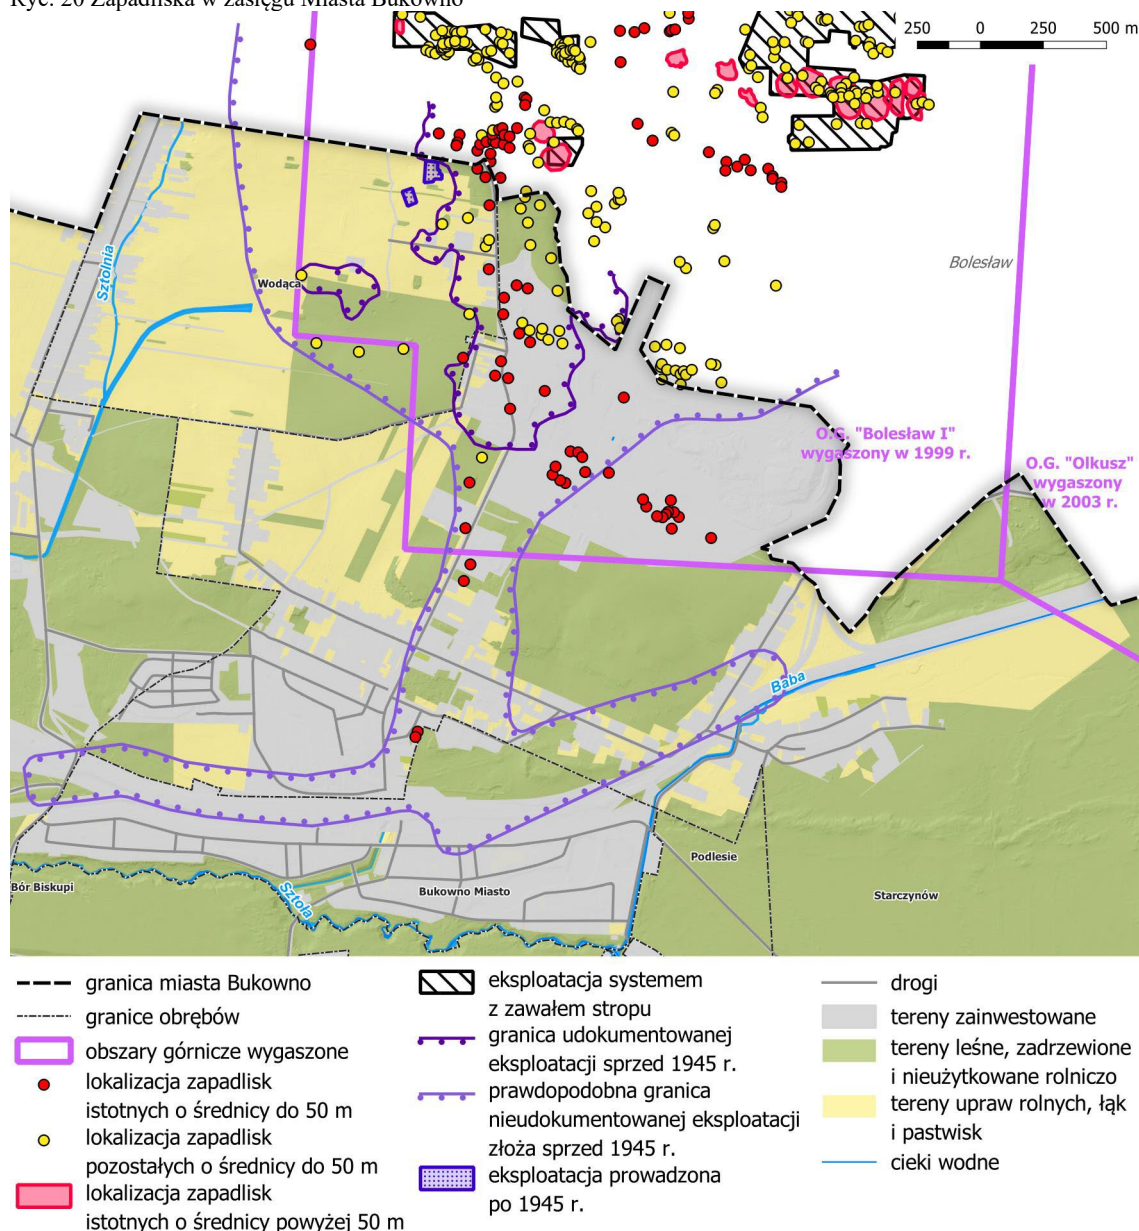 Ryc. 20 Zapadliska w zasięgu Miasta Bukowno
250 0 250 500 m
Bolesław
Sztolnia
Wodąca
O.G. "Bolesław I"
wygaszony w 1999 r.
O.G. "Olkusz"
wygaszony
w 2003 r.
Baba
Podlesie
Bór Biskupi
Sztoła
Bukowno Miasto
Starczynów
granica miasta Bukowno
granice obrębów
obszary górnicze wygaszone
lokalizacja zapadlisk
istotnych o średnicy do 50 m
lokalizacja zapadlisk
pozostałych o średnicy do 50 m
lokalizacja zapadlisk
istotnych o średnicy powyżej 50 m
eksploatacja systemem
z zawałem stropu
granica udokumentowanej
eksploatacji sprzed 1945 r.
prawdopodobna granica
nieudokumentowanej eksploatacji
złoża sprzed 1945 r.
eksploatacja prowadzona
po 1945 r.
drogi
tereny zainwestowane
tereny leśne, zadrzewione
i nieużytkowane rolniczo
tereny upraw rolnych, łąk
i pastwisk
cieki wodne